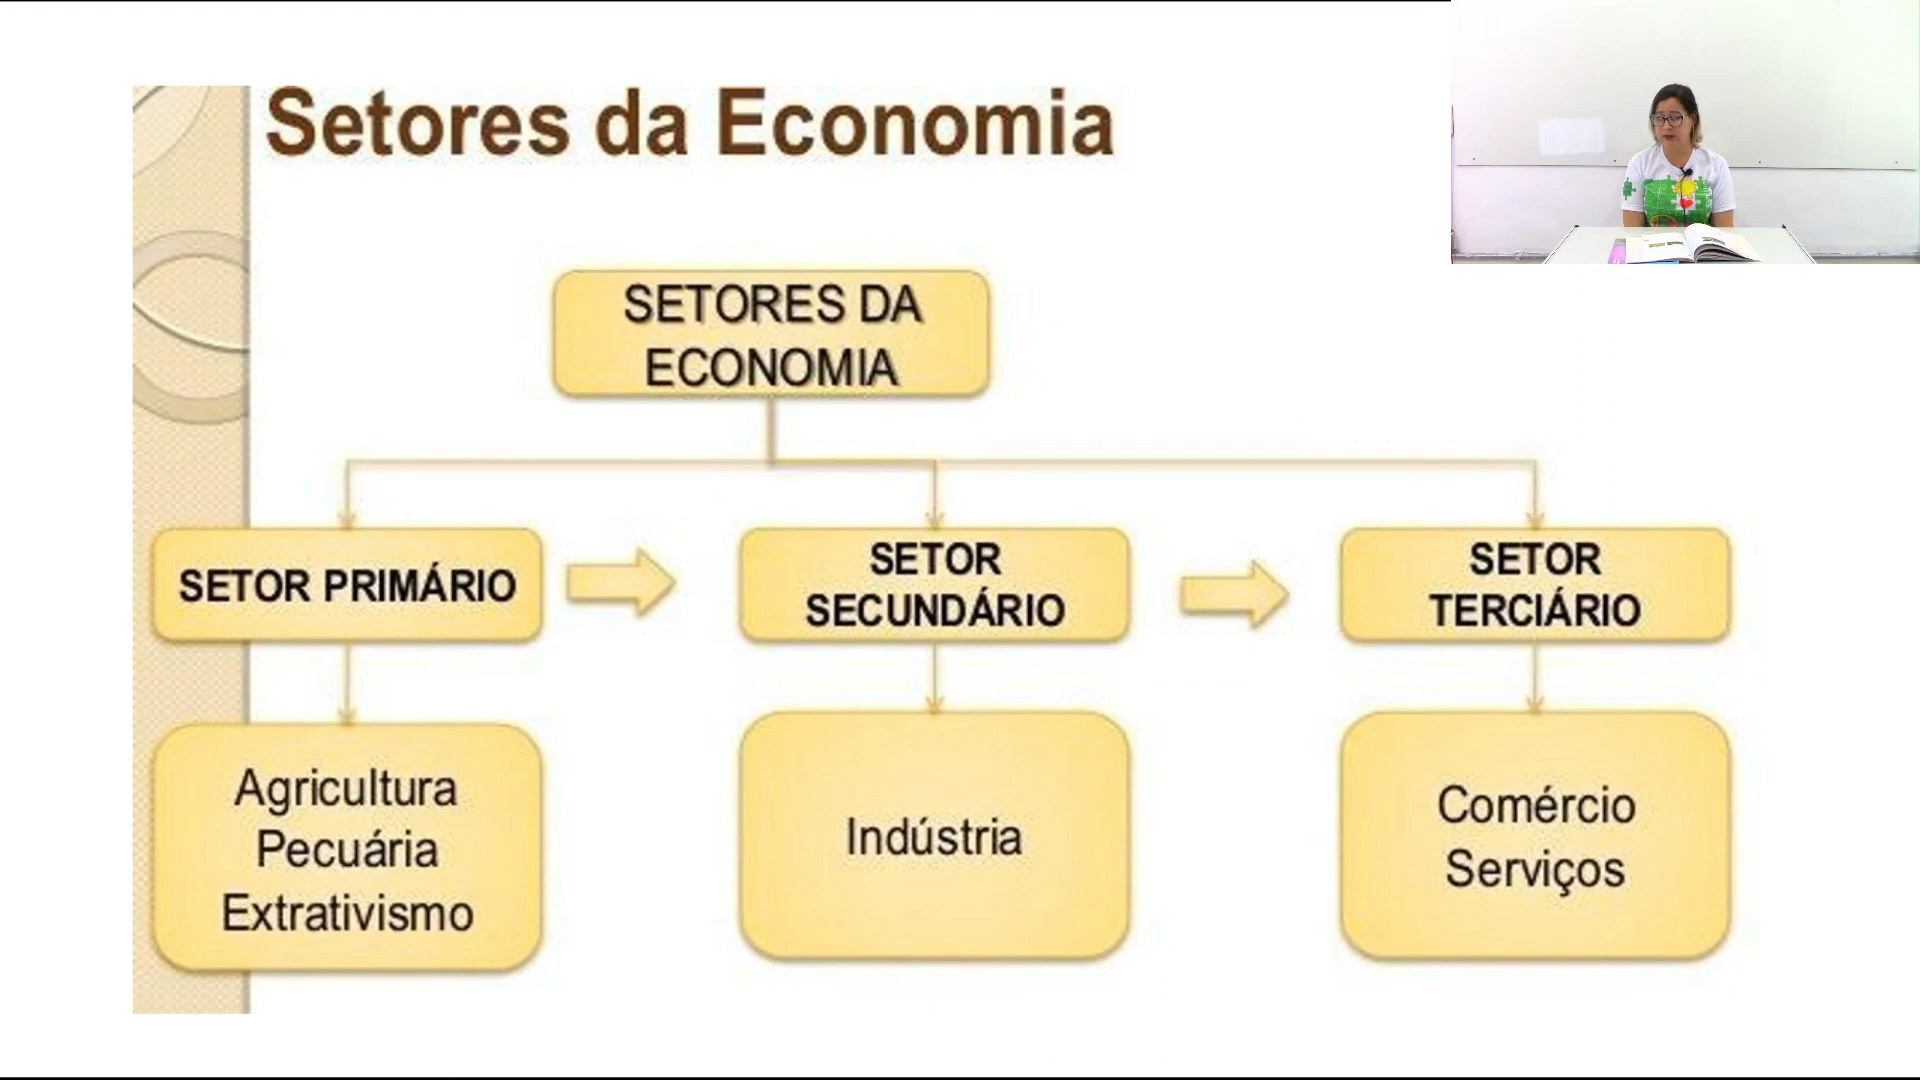 Setores da Economia
SETORES DA
ECONOMIA
SETOR PRIMÁRIO
SETOR
SECUNDÁRIO
SETOR
TERCIÁRIO
Agricultura
Pecuária
Extrativismo
Indústria
Comércio
Serviços